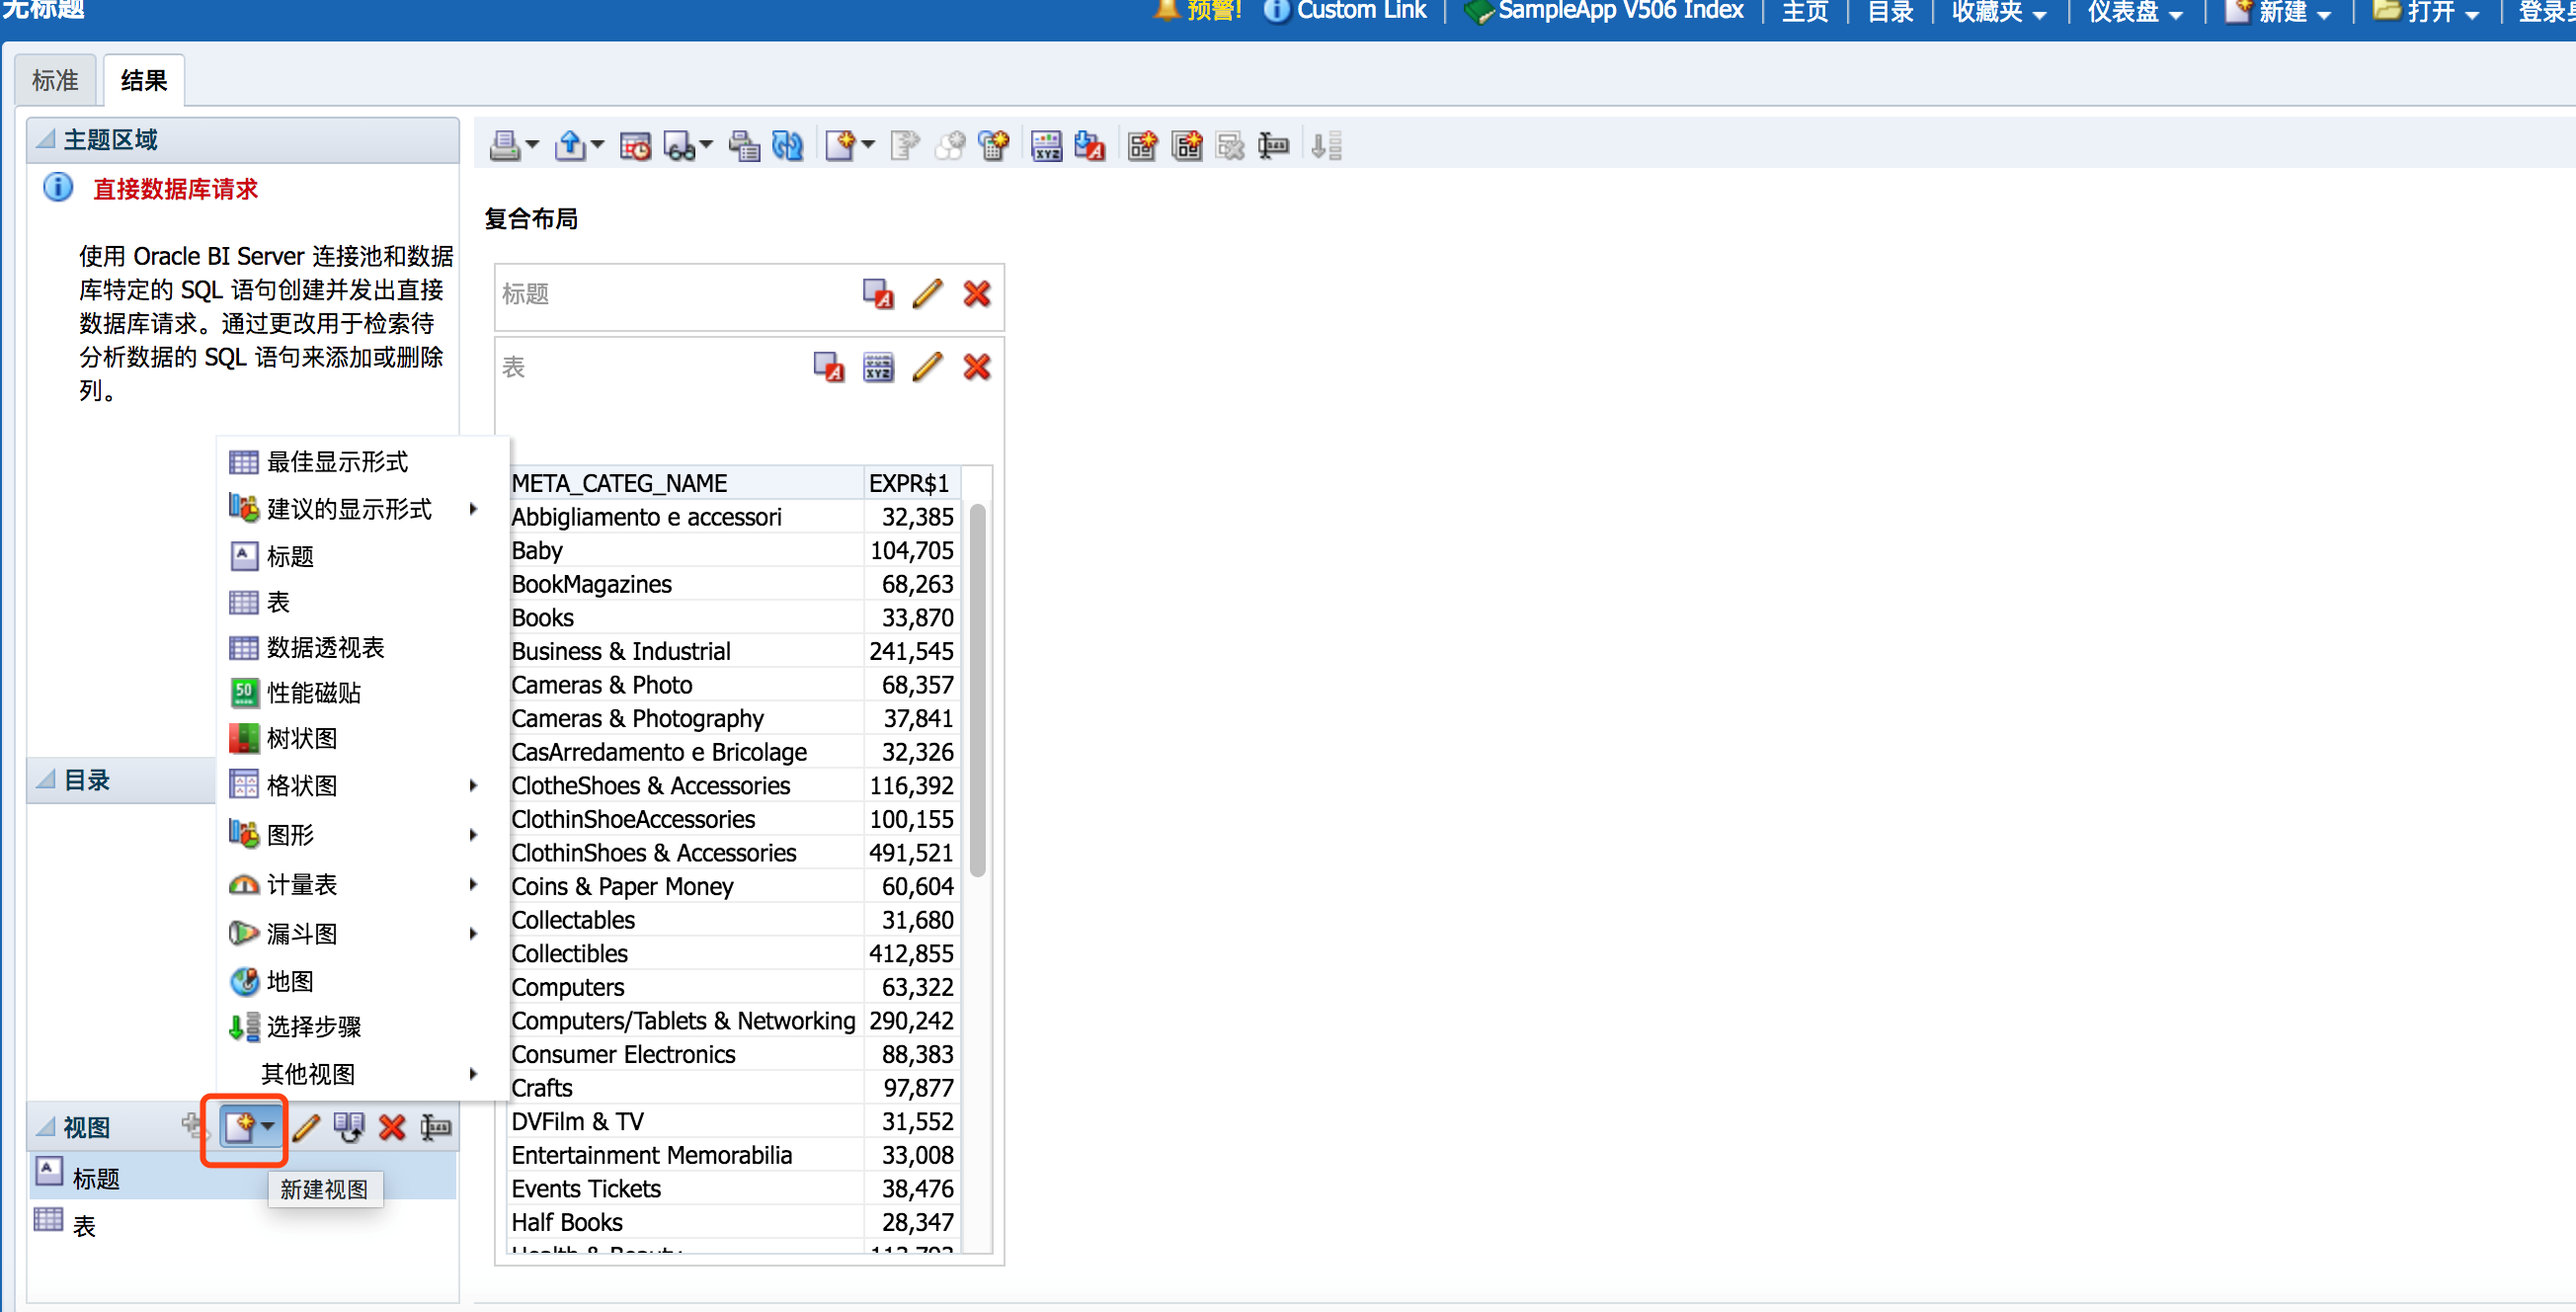 无标题
预警!
Custom Link
SampleApp V506 Index
主页
目录
收藏夹
仪表盘
新建
打开
标准
结果
主题区域
直接数据库请求
使用 Oracle BI Server 连接池和数据
库特定的 SQL 语句创建并发出直接
数据库请求。通过更改用于检索待
分析数据的 SQL 语句来添加或删除
列。
最佳显示形式
建议的显示形式
标题
表
数据透视表
性能磁贴
树状图
格状图
图形
计量表
漏斗图
地图
选择步骤
其他视图
目录
视图
新建视图
标题
表
复合布局
标题
表
META_CATEG_NAME EXPR$1
Abbigliamento e accessori 32,385
Baby 104,705
BookMagazines 68,263
Books 33,870
Business & Industrial 241,545
Cameras & Photo 68,357
Cameras & Photography 37,841
CasArredamento e Bricolage 32,326
ClotheShoes & Accessories 116,392
ClothinShoeAccessories 100,155
ClothinShoes & Accessories 491,521
Coins & Paper Money 60,604
Collectables 31,680
Collectibles 412,855
Computers 63,322
Computers/Tablets & Networking 290,242
Consumer Electronics 88,383
Crafts 97,877
DVFilm & TV 31,552
Entertainment Memorabilia 33,008
Events Tickets 38,476
Half Books 28,347